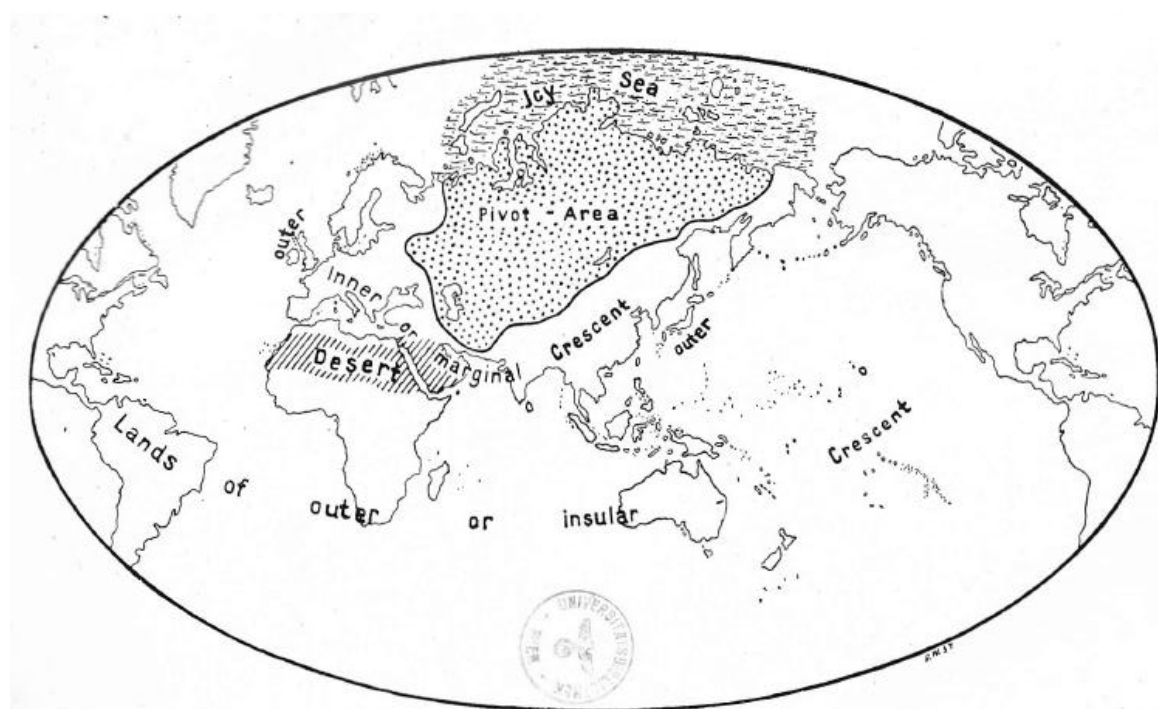 Icy Sea
Pivot - Area
outer
inner
or
marginal
Crescent
outer
Desert
Lands of outer or insular
Crescent